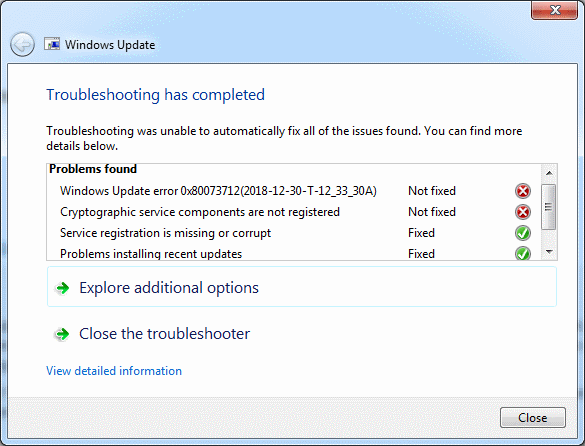 Windows Update
Troubleshooting has completed
Troubleshooting was unable to automatically fix all of the issues found. You can find more
details below.
Problems found
Windows Update error 0x80073712(2018-12-30-T-12_33_30A) Not fixed
Cryptographic service components are not registered Not fixed
Service registration is missing or corrupt Fixed
Problems installing recent updates Fixed
Explore additional options
Close the troubleshooter
View detailed information
Close